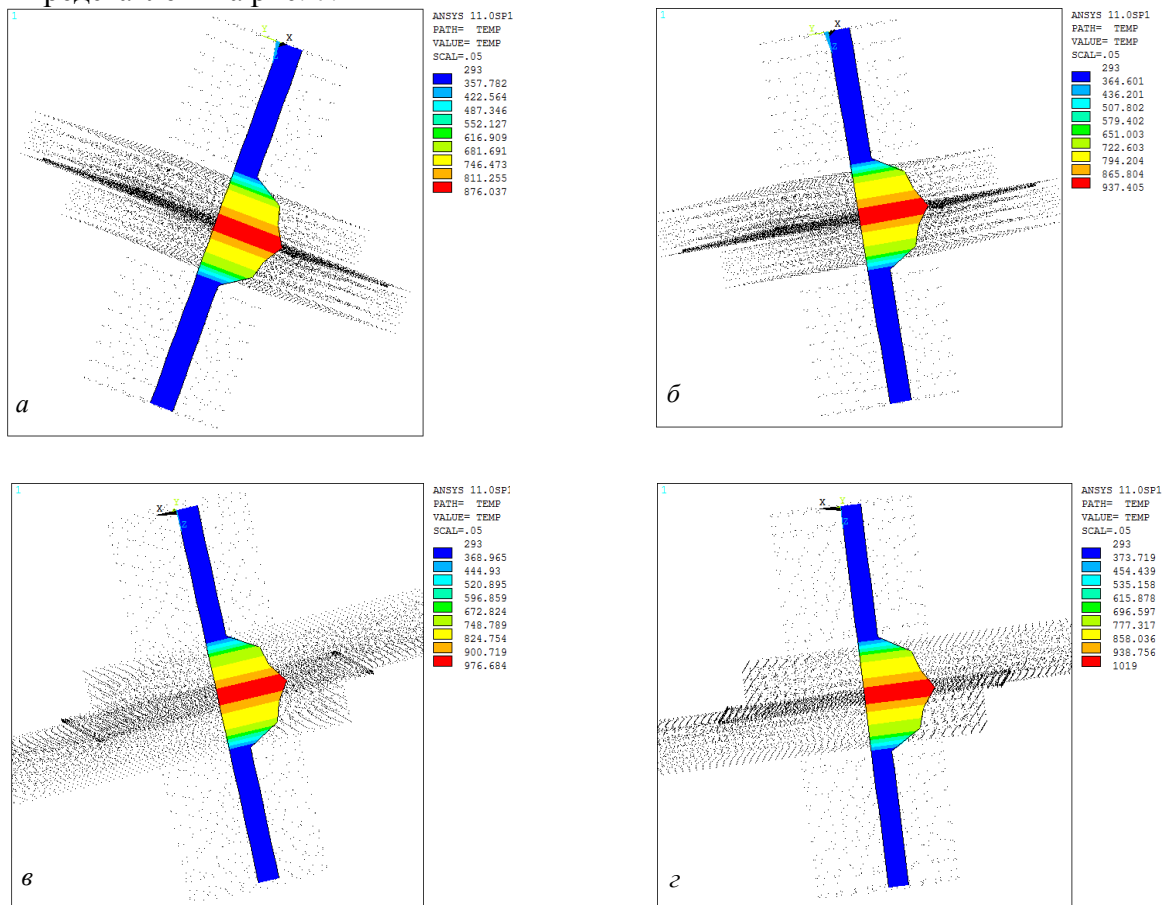 1
ANSYS 11.0SP1
PATH= TEMP
VALUE= TEMP
SCAL=.05
293
357.782
422.564
487.346
552.127
616.909
681.691
746.473
811.255
876.037
Y
X
Z
а
1
ANSYS 11.0SP1
PATH= TEMP
VALUE= TEMP
SCAL=.05
293
364.601
436.201
507.802
579.402
651.003
722.603
794.204
865.804
937.405
Y
X
Z
б
1
ANSYS 11.0SP1
PATH= TEMP
VALUE= TEMP
SCAL=.05
293
368.965
444.93
520.895
596.859
672.824
748.789
824.754
900.719
976.684
X
Y
Z
в
1
ANSYS 11.0SP1
PATH= TEMP
VALUE= TEMP
SCAL=.05
293
373.719
454.439
535.158
615.878
696.597
777.317
858.036
938.756
1019
X
Y
Z
г